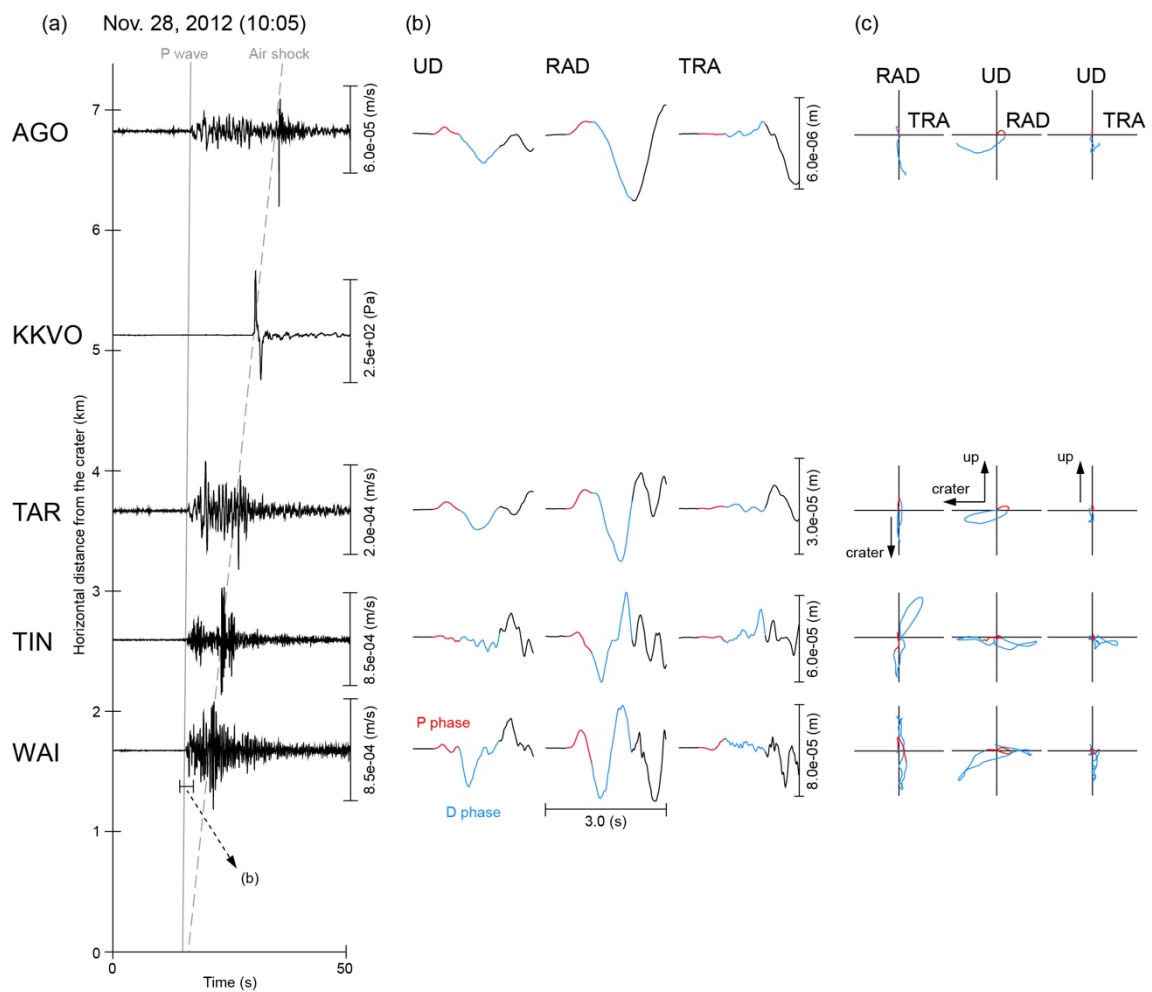 (a) Nov. 28, 2012 (10:05)
P wave Air shock
Horizontal distance from the crater (km)
7
6
5
4
3
2
1
0
AGO
6.0e-05 (m/s)
KKVO
2.5e+02 (Pa)
TAR
2.0e-04 (m/s)
TIN
8.5e-04 (m/s)
WAI
8.5e-04 (m/s)
(b)
0 50
Time (s)
(b)
UD RAD TRA
6.0e-06 (m)
3.0e-05 (m)
6.0e-05 (m)
P phase
D phase
8.0e-05 (m)
3.0 (s)
(c)
RAD UD UD
TRA RAD TRA
up up
crater
crater